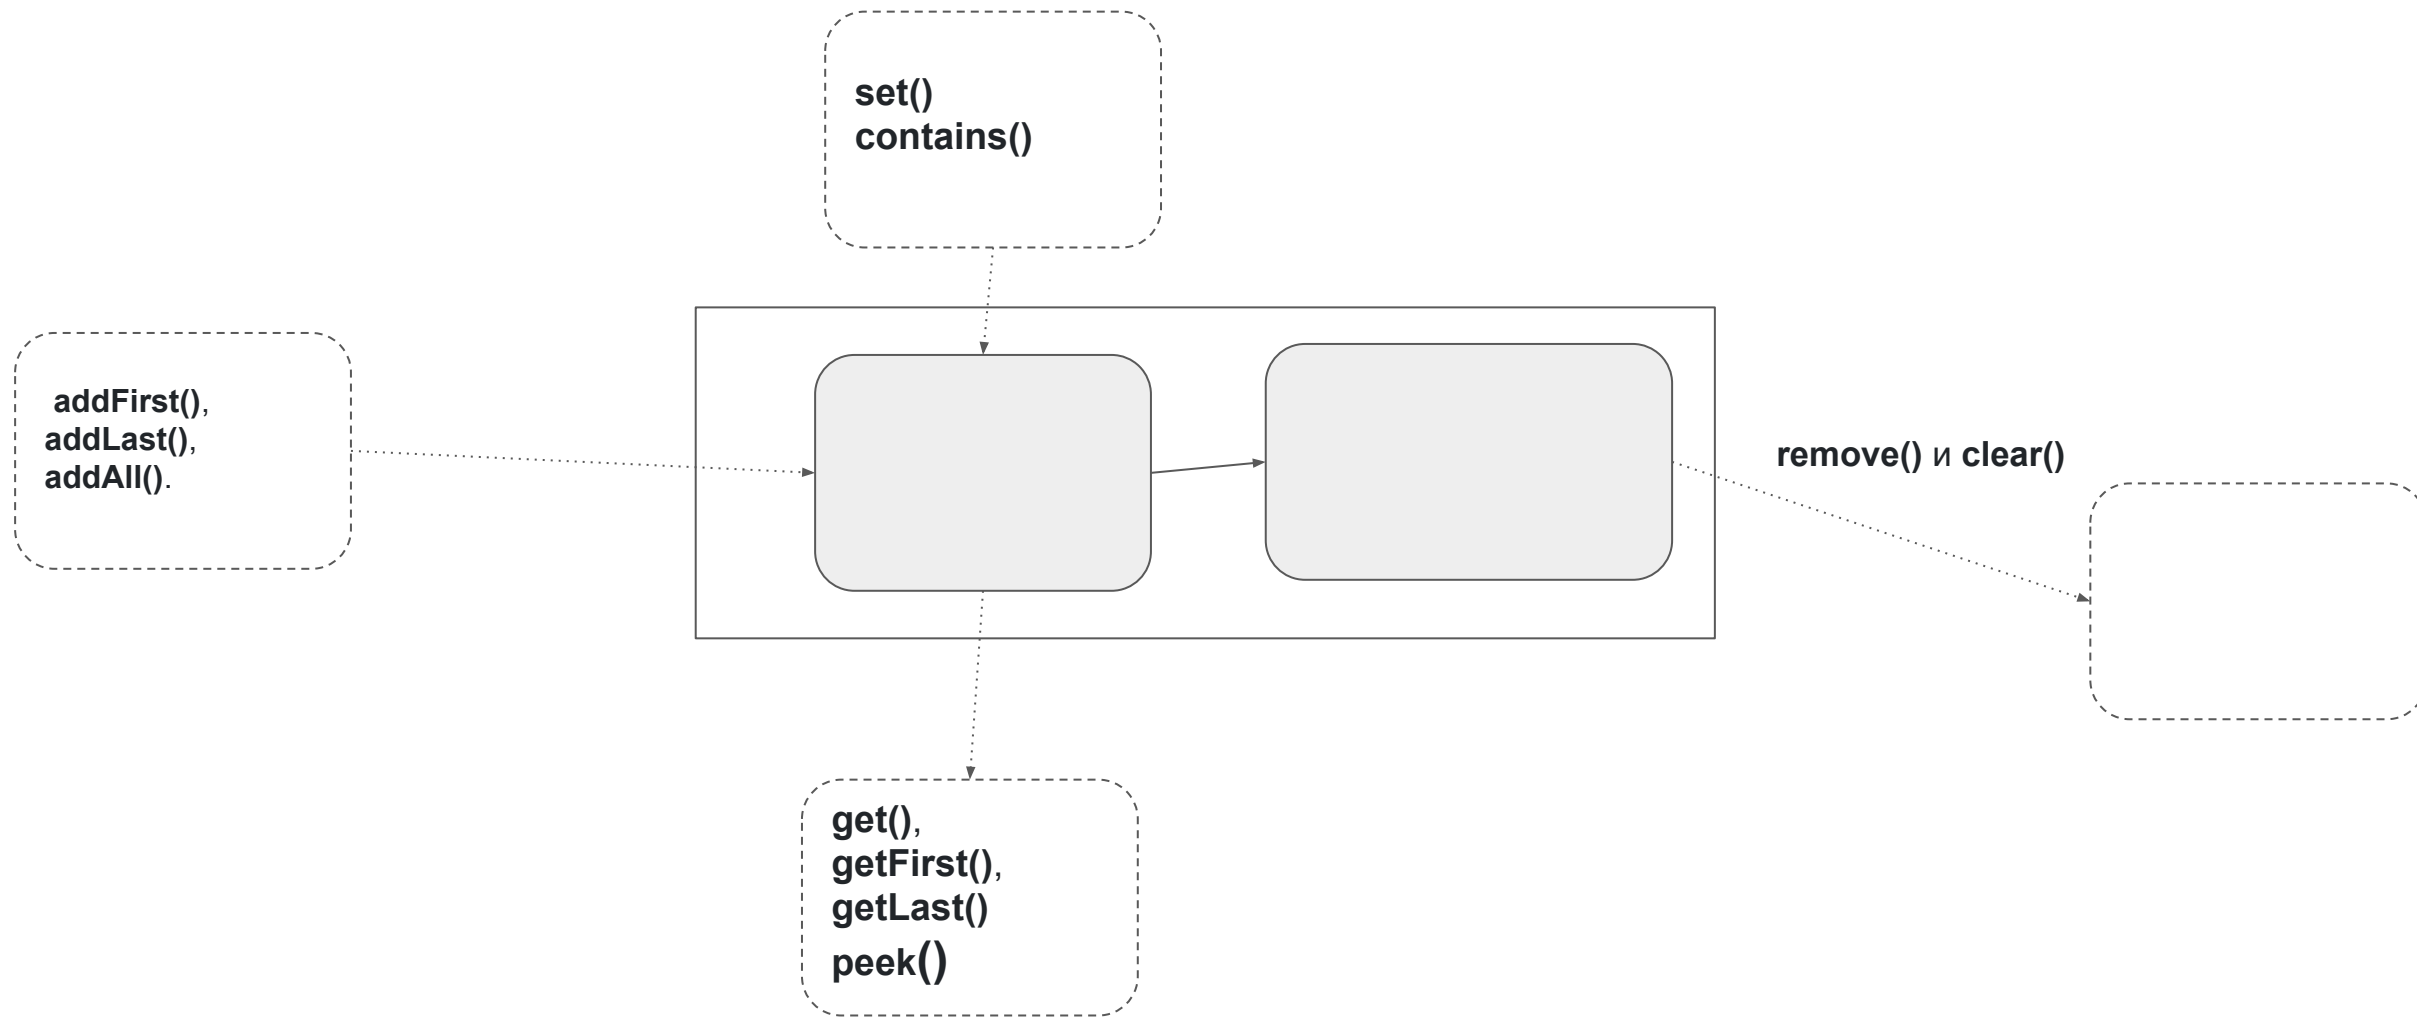 set()
contains()
addFirst(),
addLast(),
addAll().
remove() и clear()
get(),
getFirst(),
getLast()
peek()